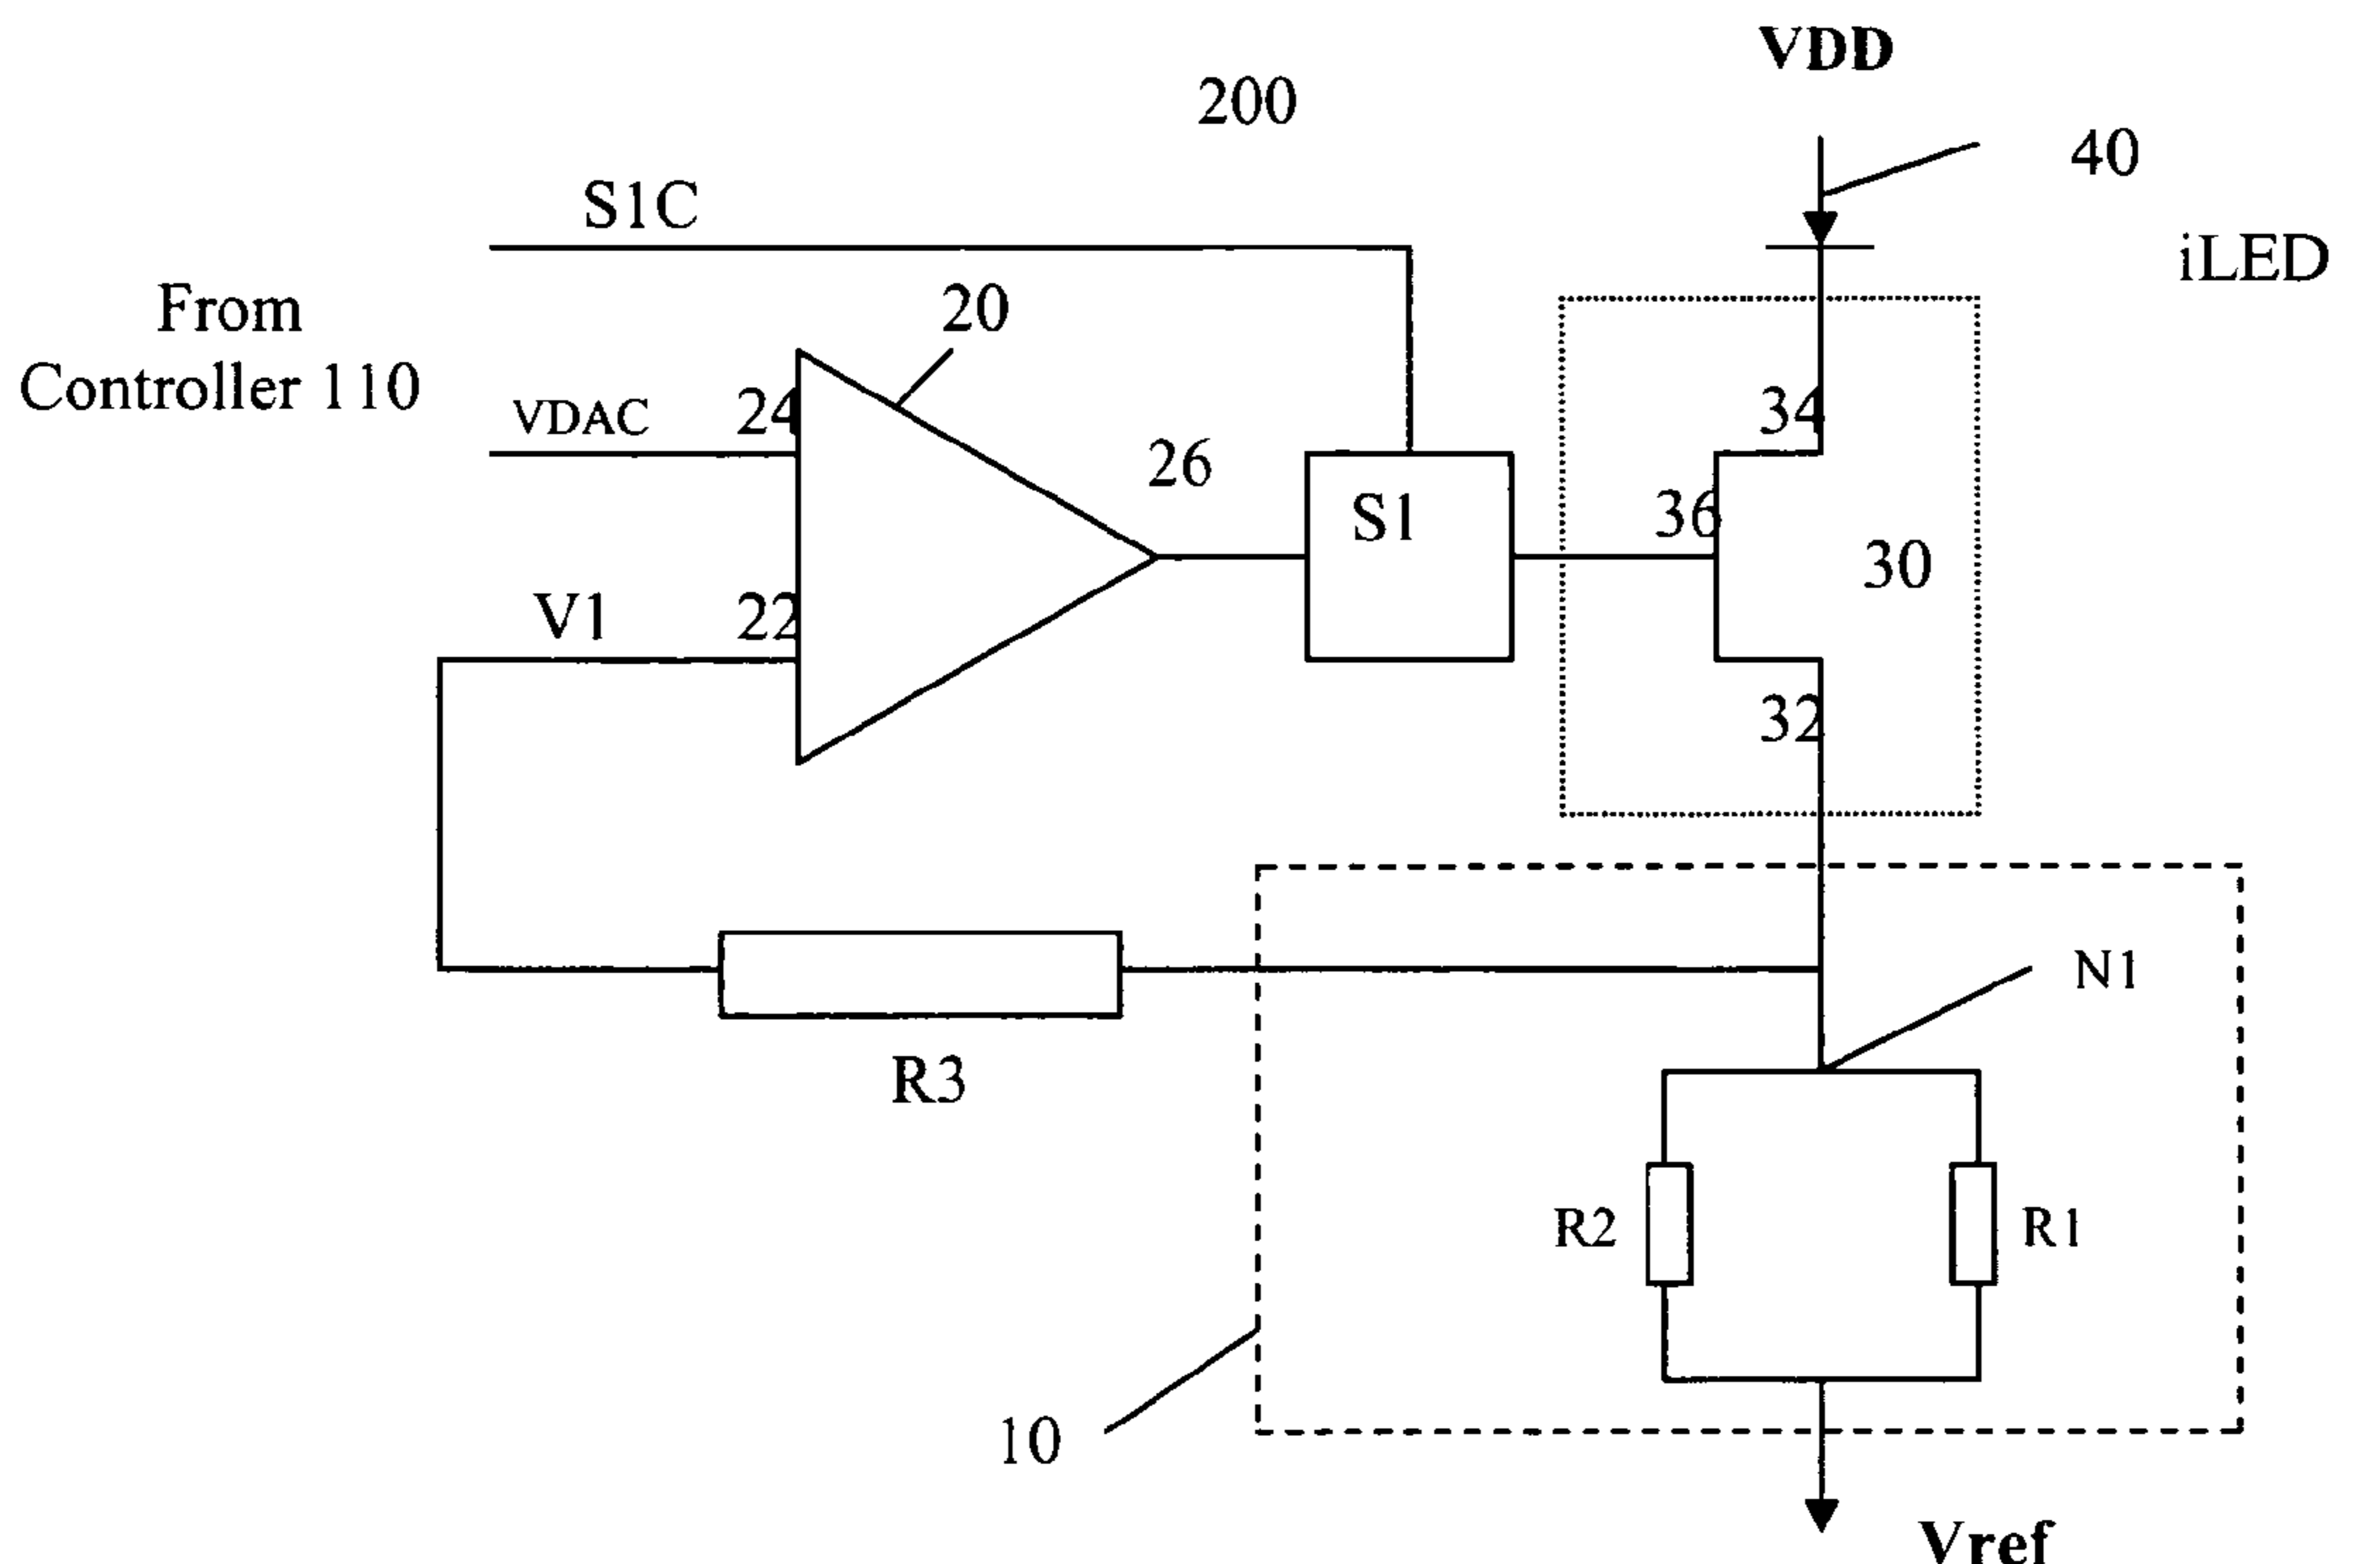 VDD
200
40
S1C
iLED
From
Controller 110
20
VDAC
24
34
26
S1
36
30
V1
22
32
N1
R3
R2
R1
10
Vref